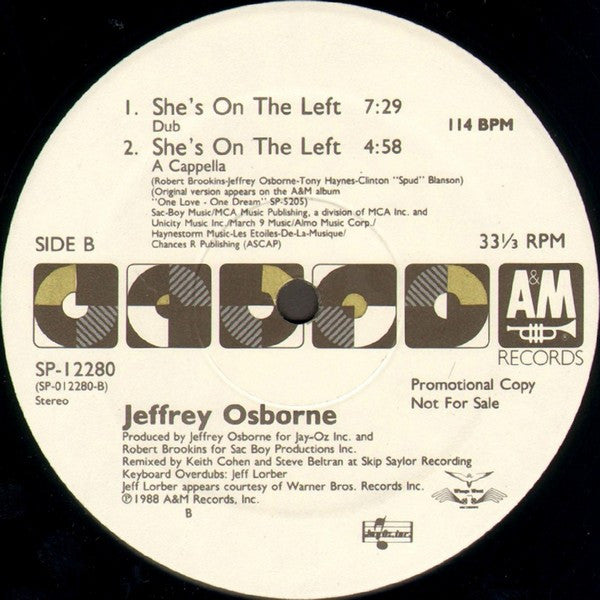 1. She's On The Left 7:29
Dub
114 BPM
2. She's On The Left 4:58
A Cappella
(Robert Brookins-Jeffrey Osborne-Tony Haynes-Clinton "Spud" Blanson)
(Original version appears on the A&M album
"One Love - One Dream" SP-5205)
Sac-Boy Music/MCA Music Publishing, a division of MCA Inc. and
Unicity Music Inc./March 9 Music/Almo Music Corp./
Haynestorm Music-Les Etoiles-De-La-Musique/
Chances R Publishing (ASCAP)
SIDE B
33⅓ RPM
A&M
RECORDS
SP-12280
(SP-012280-B)
Stereo
Promotional Copy
Not For Sale
Jeffrey Osborne
Produced by Jeffrey Osborne for Jay-Oz Inc. and
Robert Brookins for Sac Boy Productions Inc.
Remixed by Keith Cohen and Steve Beltran at Skip Saylor Recording
Keyboard Overdubs: Jeff Lorber
Jeff Lorber appears courtesy of Warner Bros. Records Inc.
℗1988 A&M Records, Inc.
B